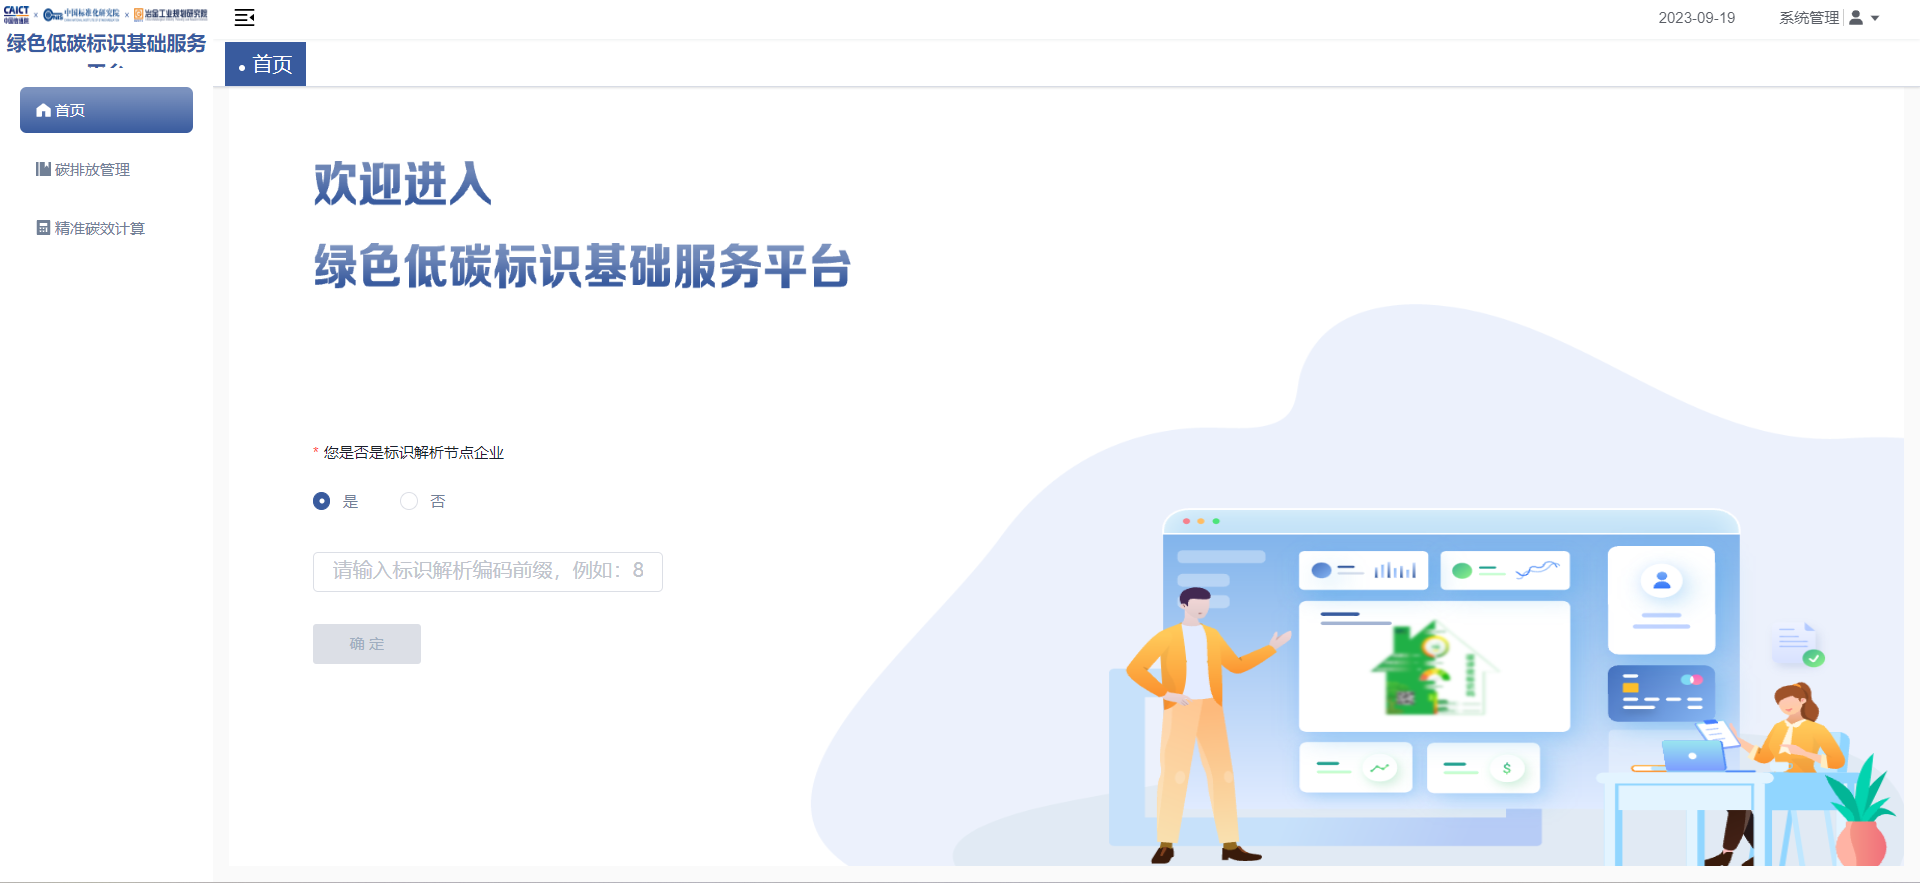 CAICT 中国信通院 × 中国标准化研究院 × 冶金工业规划研究院
绿色低碳标识基础服务
平台
2023-09-19 系统管理
首页
首页
碳排放管理
精准碳效计算
欢迎进入
绿色低碳标识基础服务平台
* 您是否是标识解析节点企业
是 否
请输入标识解析编码前缀，例如：8
确 定
$